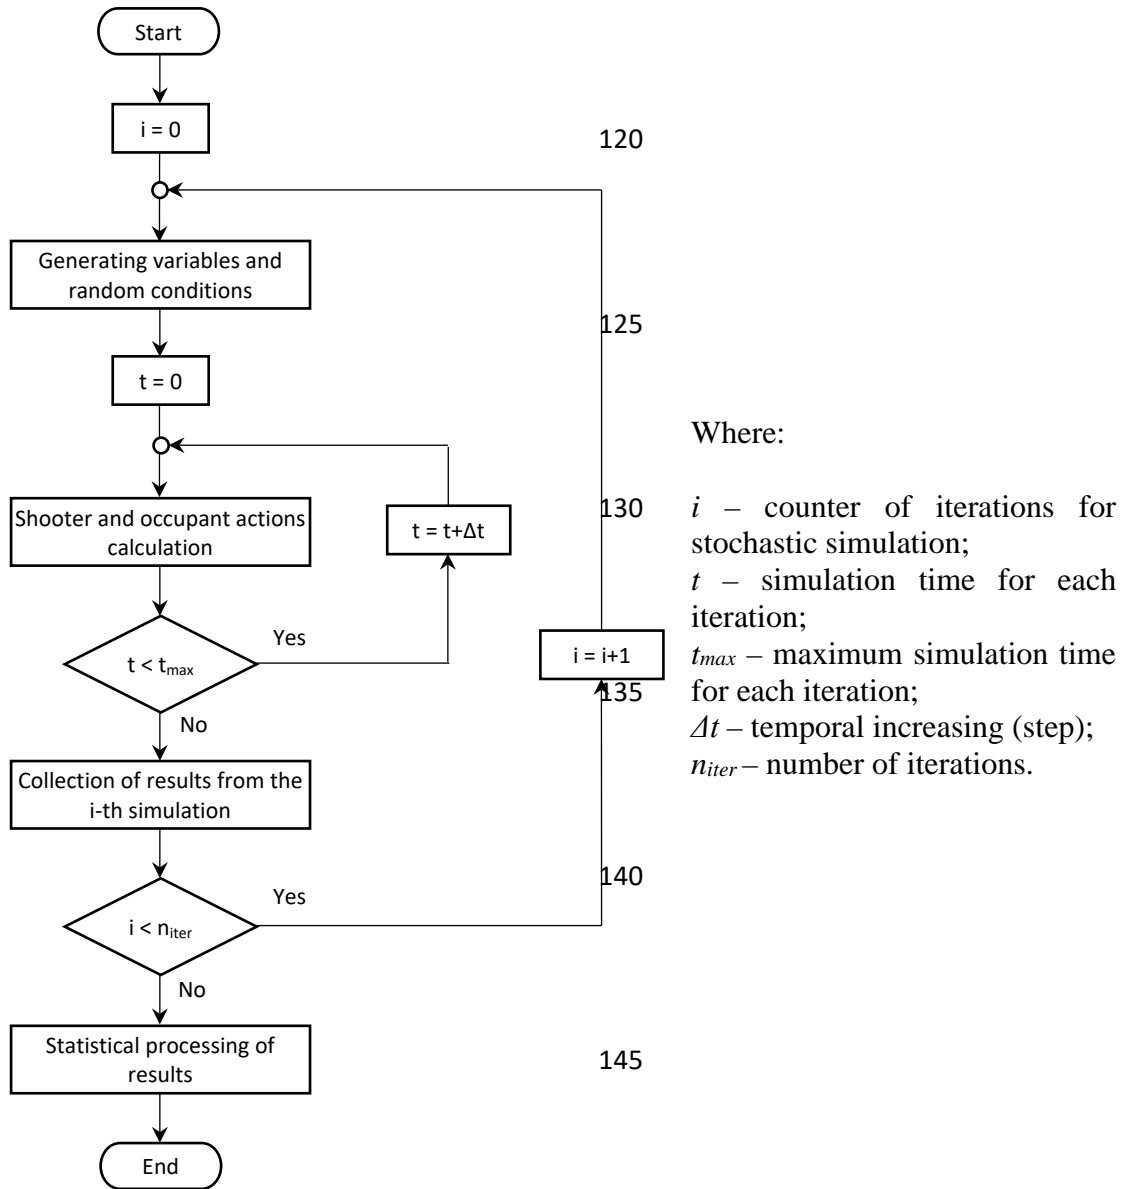 Start
i = 0
120
Generating variables and
random conditions
125
t = 0
Where:
Shooter and occupant actions
calculation
t = t+Δt
130
i – counter of iterations for
stochastic simulation;
t – simulation time for each
iteration;
t < tmax
Yes
i = i+1
tmax – maximum simulation time
for each iteration;
135
No
Δt – temporal increasing (step);
niter – number of iterations.
Collection of results from the
i-th simulation
140
Yes
i < niter
No
Statistical processing of
results
145
End